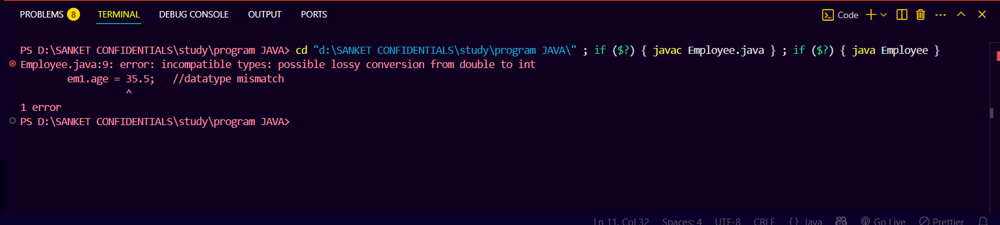 PROBLEMS 8 TERMINAL DEBUG CONSOLE OUTPUT PORTS Code
PS D:\SANKET CONFIDENTIALS\study\program JAVA> cd "d:\SANKET CONFIDENTIALS\study\program JAVA\" ; if ($?) { javac Employee.java } ; if ($?) { java Employee }
Employee.java:9: error: incompatible types: possible lossy conversion from double to int
        em1.age = 35.5;   //datatype mismatch
                  ^
1 error
PS D:\SANKET CONFIDENTIALS\study\program JAVA>
Ln 11, Col 32 Spaces: 4 UTF-8 CRLF {} Java Go Live Prettier